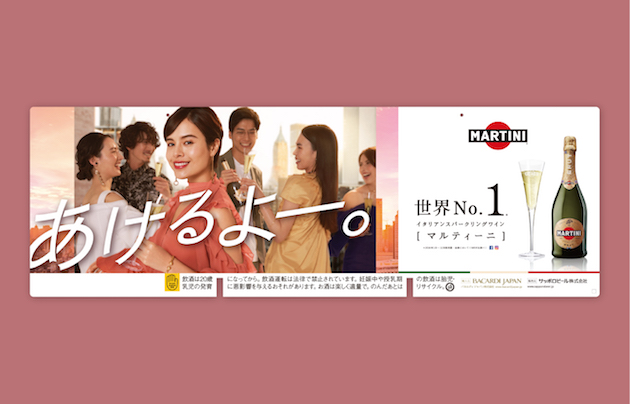 あけるよー。
MARTINI
世界No.1.
イタリアンスパークリングワイン
[ マルティーニ ]
MARTINI
飲酒は20歳になってから。飲酒運転は法律で禁止されています。妊娠中や授乳期の飲酒は胎児・
乳児の発育に悪影響を与えるおそれがあります。お酒は楽しく適量で。のんだあとはリサイクル。
BACARDI JAPAN
サッポロビール株式会社